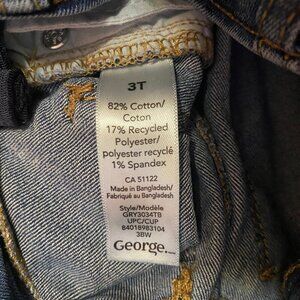 3T
82% Cotton/
Coton
17% Recycled
Polyester/
polyester recyclé
1% Spandex
CA 51122
Made in Bangladesh/
Fabriqué au Bangladesh
Style/Modèle
GRY3034TB
UPC/CUP
84018983104
3BW
George